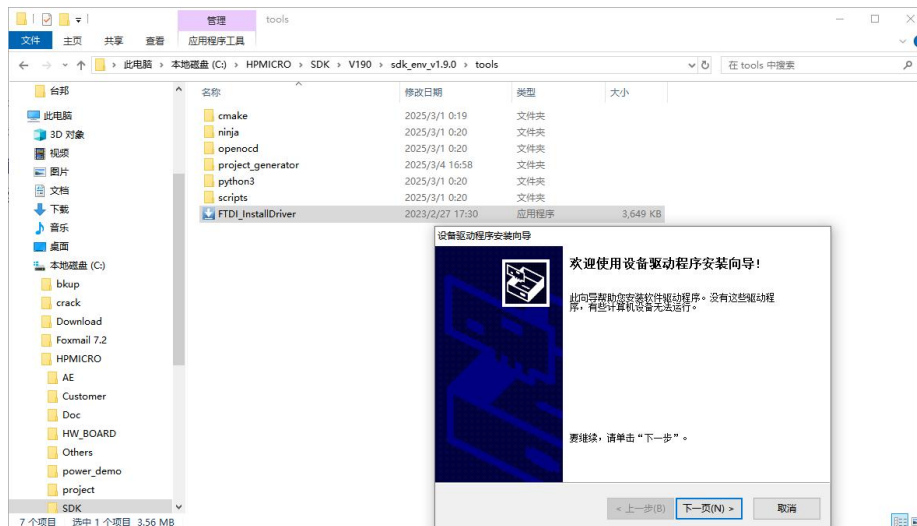 管理
tools
文件 主页 共享 查看 应用程序工具
此电脑 > 本地磁盘 (C:) > HPMICRO > SDK > V190 > sdk_env_v1.9.0 > tools
在 tools 中搜索
台邦
此电脑
3D 对象
视频
图片
文档
下载
音乐
桌面
本地磁盘 (C:)
bkup
crack
Download
Foxmail 7.2
HPMICRO
AE
Customer
Doc
HW_BOARD
Others
power_demo
project
SDK
名称 修改日期 类型 大小
cmake 2025/3/1 0:19 文件夹
ninja 2025/3/1 0:20 文件夹
openocd 2025/3/1 0:20 文件夹
project_generator 2025/3/4 16:58 文件夹
python3 2025/3/1 0:20 文件夹
scripts 2025/3/1 0:20 文件夹
FTDI_InstallDriver 2023/2/27 17:30 应用程序 3,649 KB
设备驱动程序安装向导
欢迎使用设备驱动程序安装向导!
此向导帮助您安装软件驱动程序。没有这些驱动程
序，有些计算机设备无法运行。
要继续，请单击“下一步”。
< 上一步(B) 下一页(N) > 取消
7 个项目 选中 1 个项目 3.56 MB